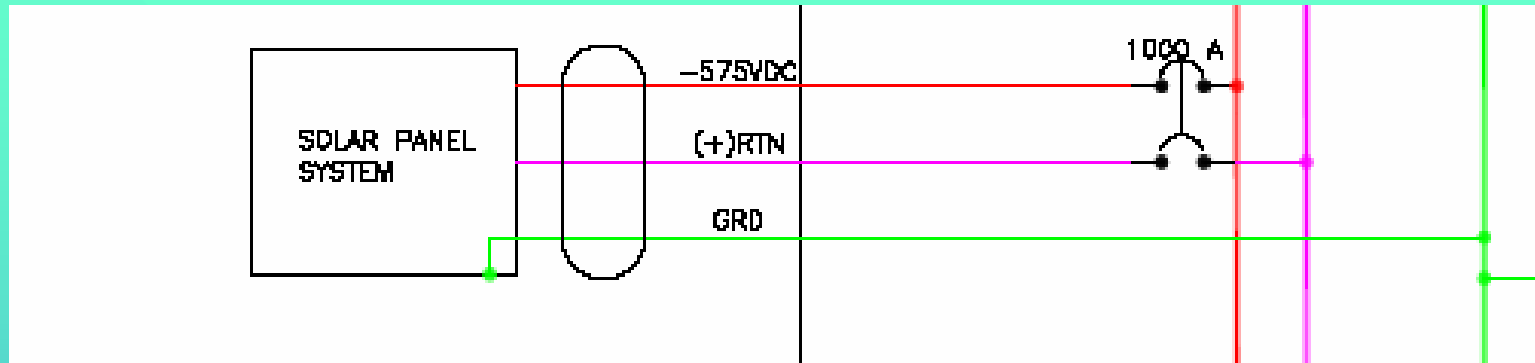 1000 A
-575VDC
(+)RTN
SOLAR PANEL
SYSTEM
GRD